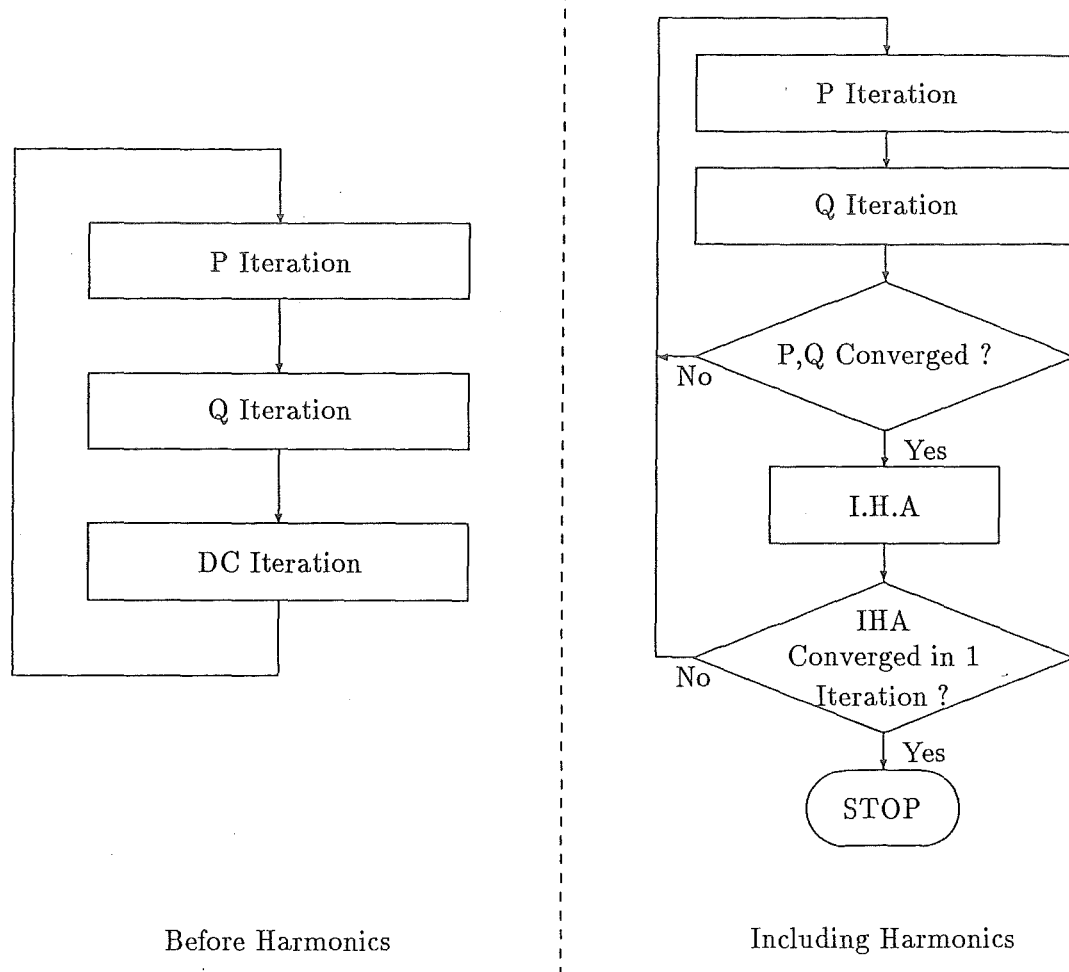 P Iteration
Q Iteration
DC Iteration
Before Harmonics
P Iteration
Q Iteration
P,Q Converged ?
No
Yes
I.H.A
IHA
Converged in 1
Iteration ?
No
Yes
STOP
Including Harmonics